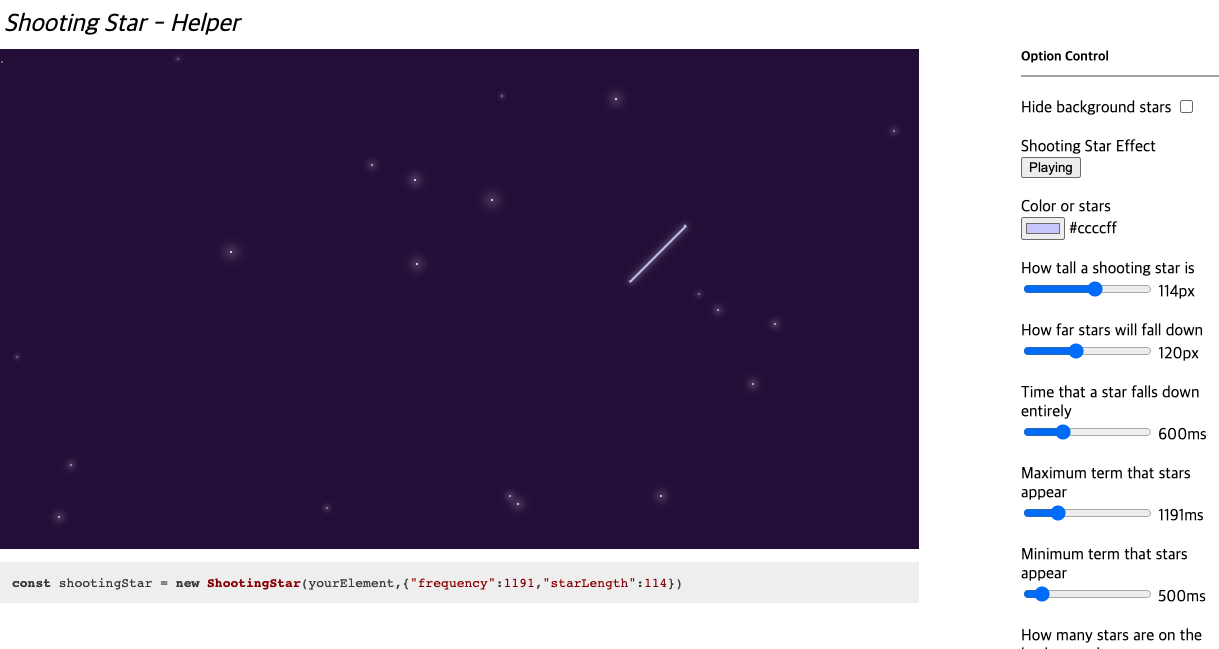 Shooting Star - Helper
Option Control
Hide background stars
Shooting Star Effect
Playing
Color or stars
#ccccff
How tall a shooting star is
114px
How far stars will fall down
120px
Time that a star falls down
entirely
600ms
Maximum term that stars
appear
1191ms
Minimum term that stars
appear
500ms
How many stars are on the
const shootingStar = new ShootingStar(yourElement,{"frequency":1191,"starLength":114})